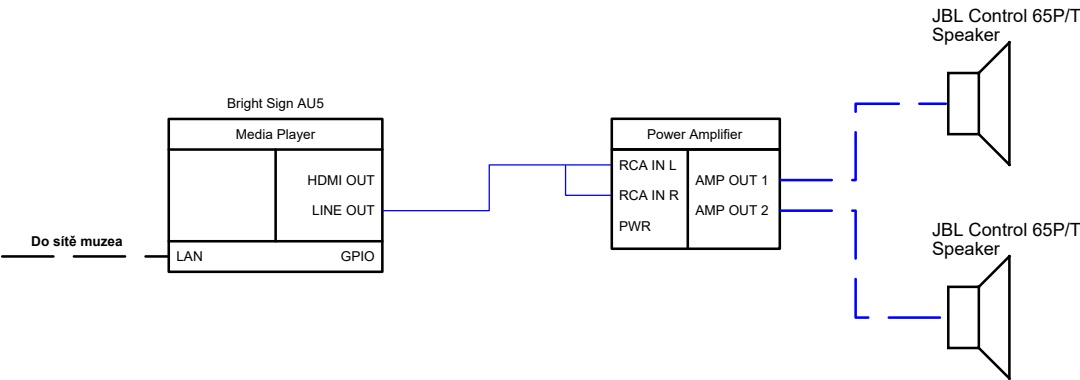 JBL Control 65P/T
Speaker
Bright Sign AU5
Media Player
Power Amplifier
RCA IN L
HDMI OUT
AMP OUT 1
RCA IN R
LINE OUT
AMP OUT 2
PWR
JBL Control 65P/T
Speaker
Do sítě muzea
LAN
GPIO